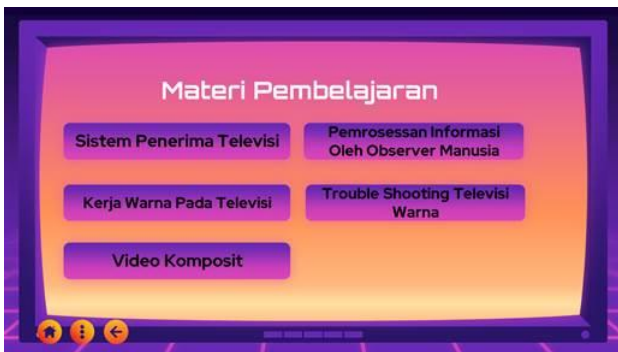 Materi Pembelajaran
Sistem Penerima Televisi
Pemrosessan Informasi
Oleh Observer Manusia
Kerja Warna Pada Televisi
Trouble Shooting Televisi
Warna
Video Komposit